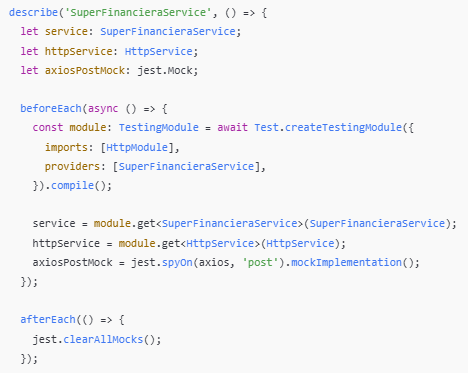 describe('SuperFinancieraService', () => {
  let service: SuperFinancieraService;
  let httpService: HttpService;
  let axiosPostMock: jest.Mock;

  beforeEach(async () => {
    const module: TestingModule = await Test.createTestingModule({
      imports: [HttpModule],
      providers: [SuperFinancieraService],
    }).compile();

    service = module.get<SuperFinancieraService>(SuperFinancieraService);
    httpService = module.get<HttpService>(HttpService);
    axiosPostMock = jest.spyOn(axios, 'post').mockImplementation();
  });

  afterEach(() => {
    jest.clearAllMocks();
  });